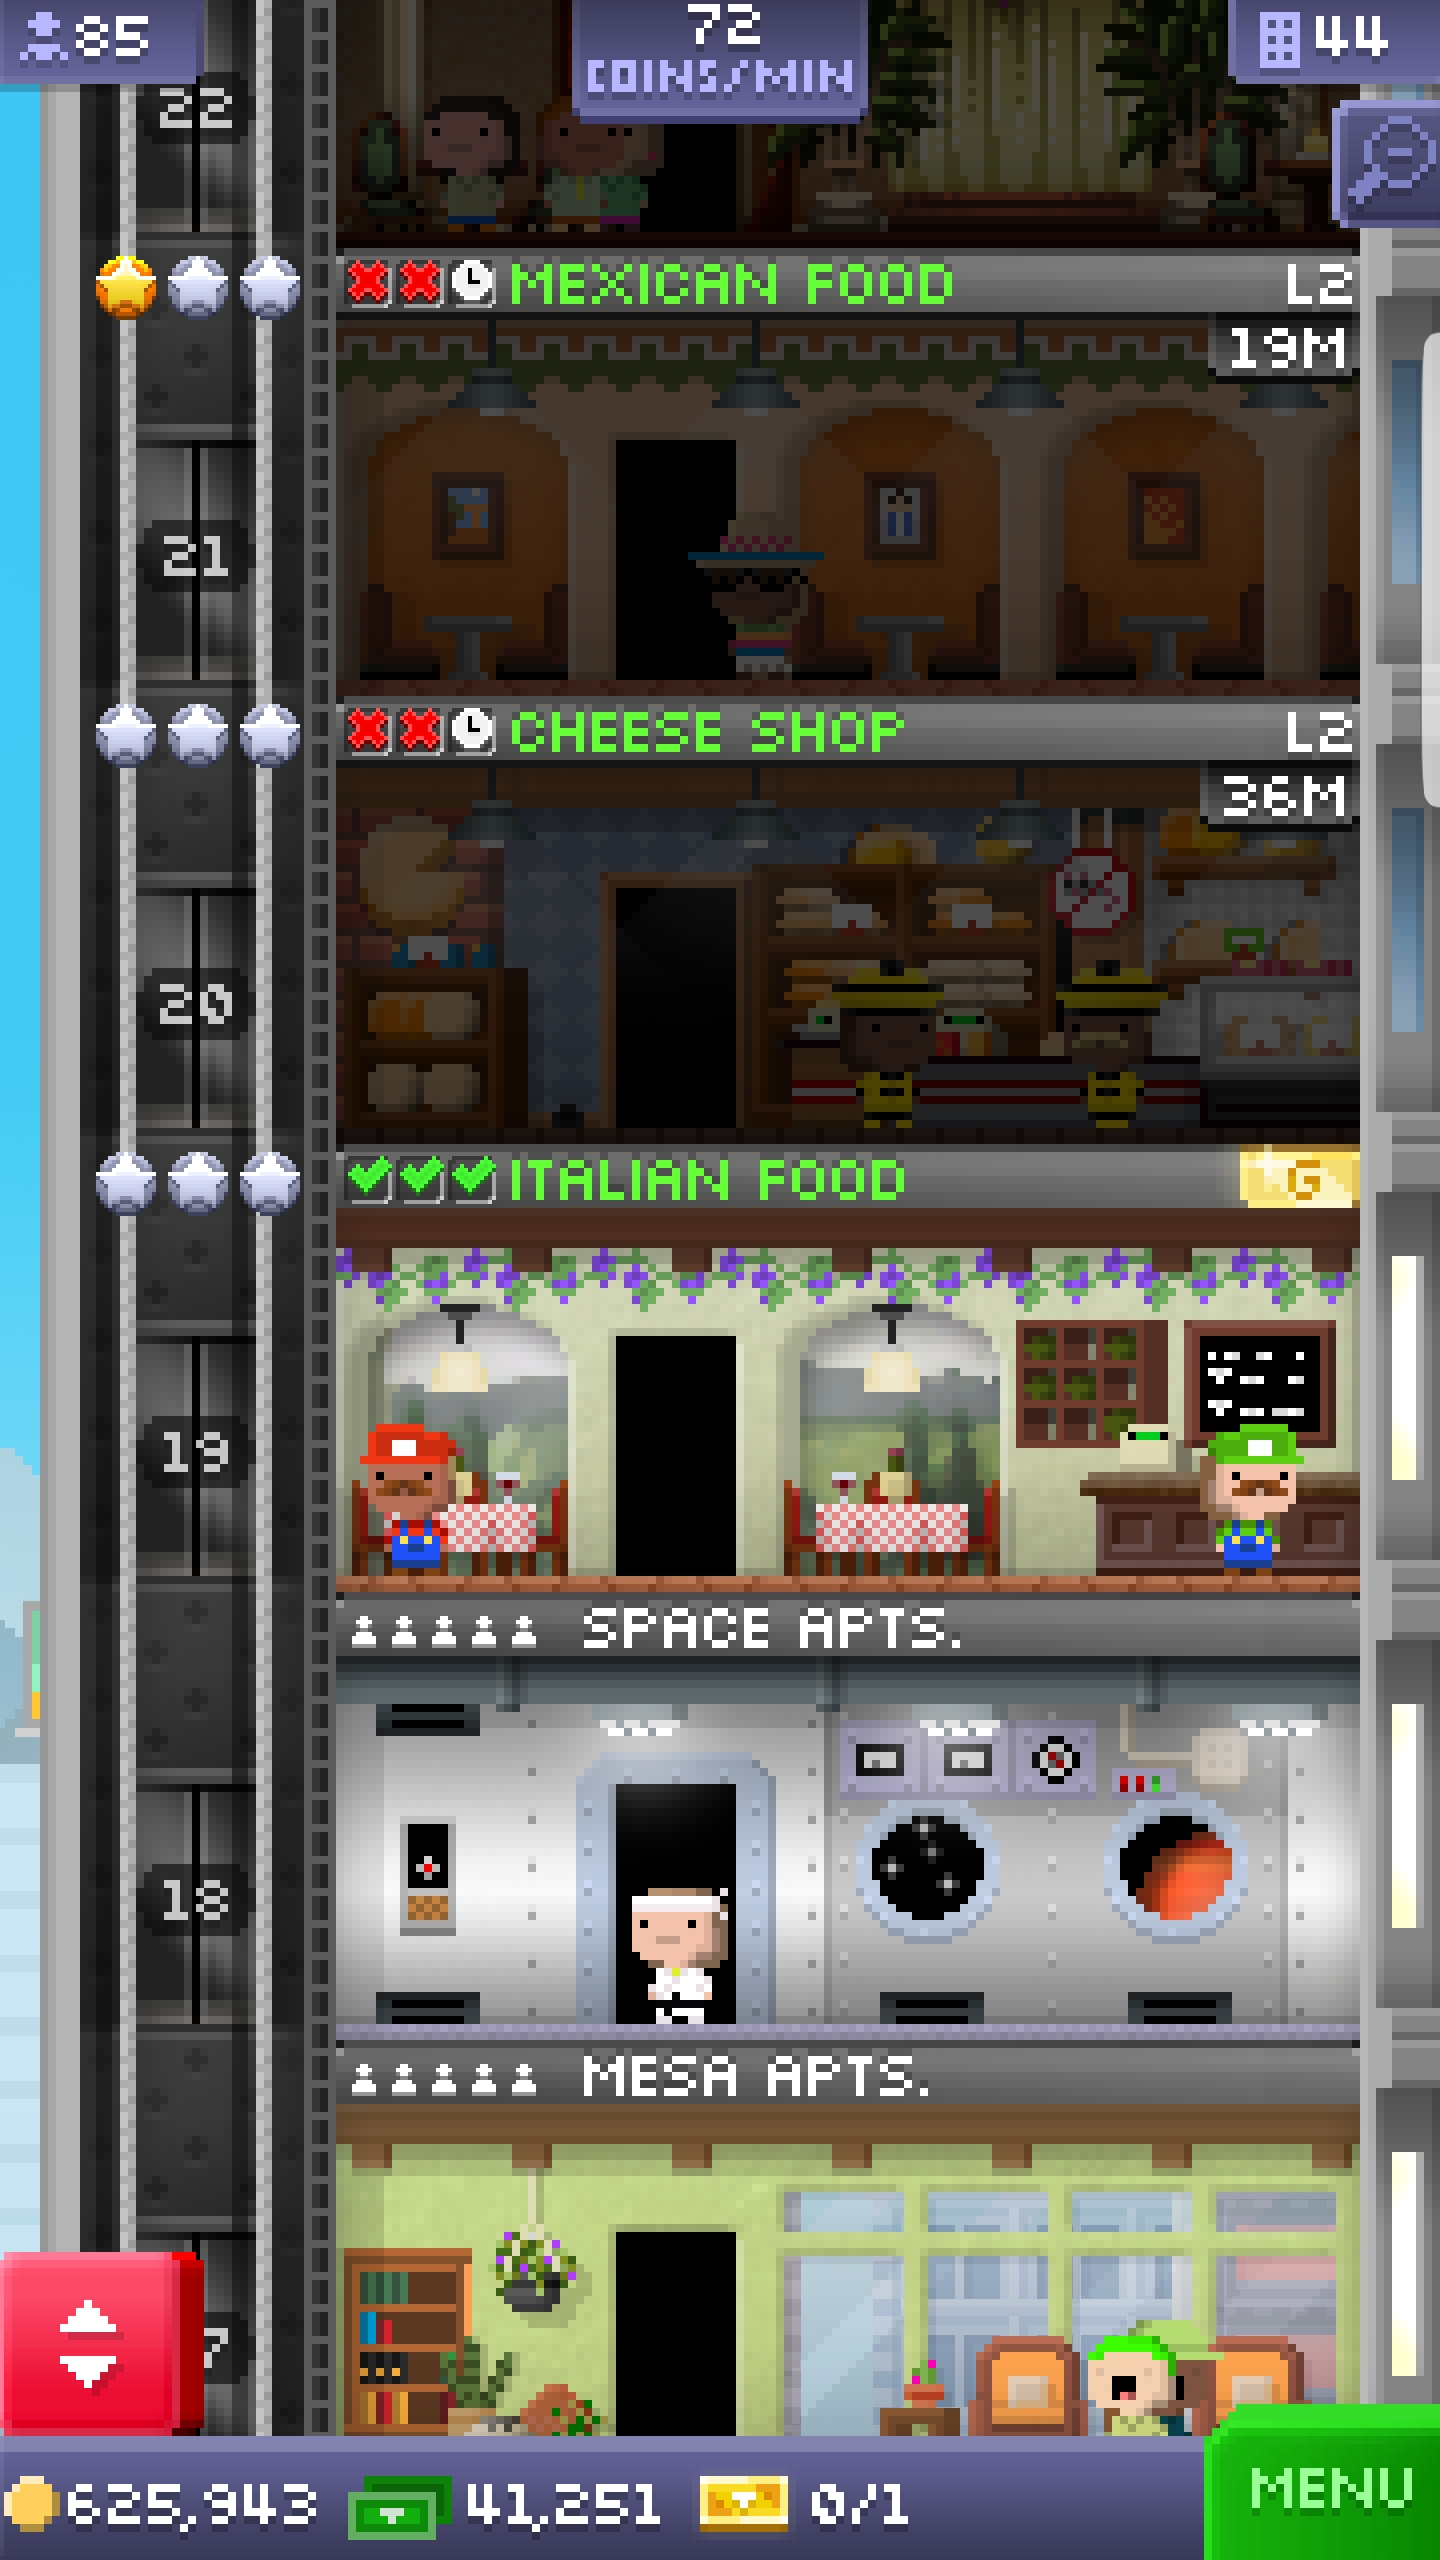 85
72
COINS/MIN
44
22
MEXICAN FOOD L2
19M
21
CHEESE SHOP L2
36M
20
ITALIAN FOOD G
19
SPACE APTS.
18
MESA APTS.
7
625,943 41,251 0/1
MENU